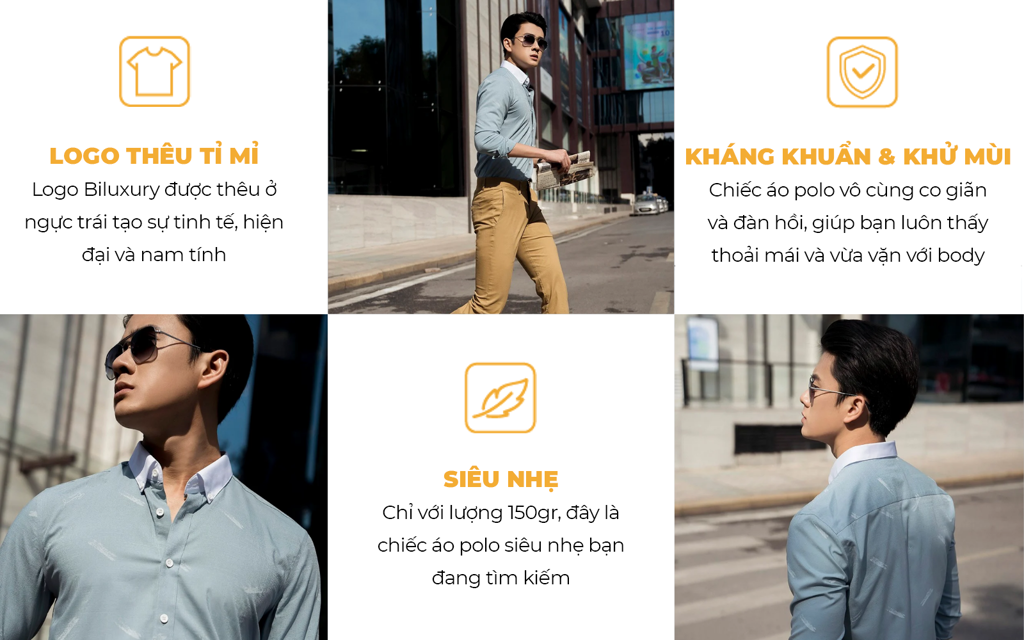 LOGO THÊU TỈ MỈ
Logo Biluxury được thêu ở
ngực trái tạo sự tinh tế, hiện
đại và nam tính
KHÁNG KHUẨN & KHỬ MÙI
Chiếc áo polo vô cùng co giãn
và đàn hồi, giúp bạn luôn thấy
thoải mái và vừa vặn với body
SIÊU NHẸ
Chỉ với lượng 150gr, đây là
chiếc áo polo siêu nhẹ bạn
đang tìm kiếm